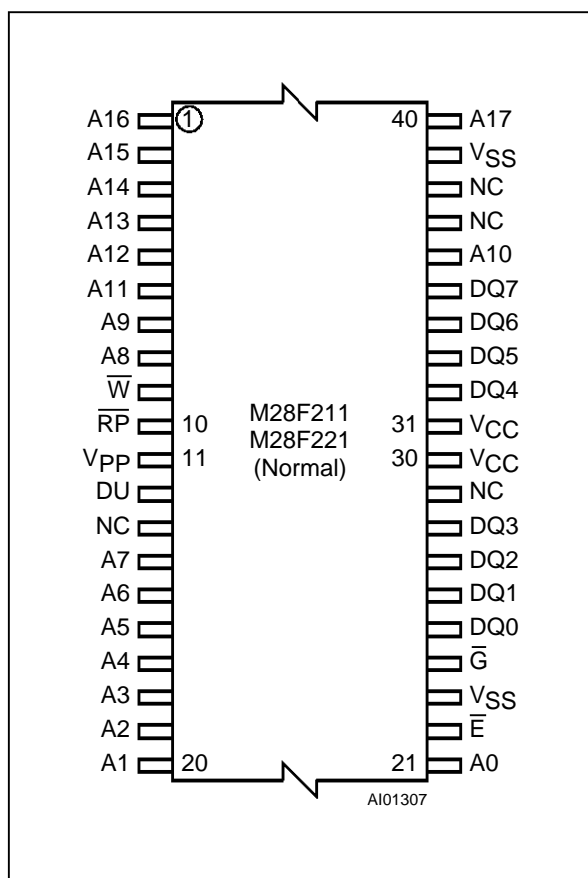 A16 1 40 A17
A15 VSS
A14 NC
A13 NC
A12 A10
A11 DQ7
A9 DQ6
A8 DQ5
W̅ DQ4
R̅P̅ 10 M28F211 31 VCC
M28F221
VPP 11 (Normal) 30 VCC
DU NC
NC DQ3
A7 DQ2
A6 DQ1
A5 DQ0
A4 G̅
A3 VSS
A2 E̅
A1 20 21 A0
AI01307